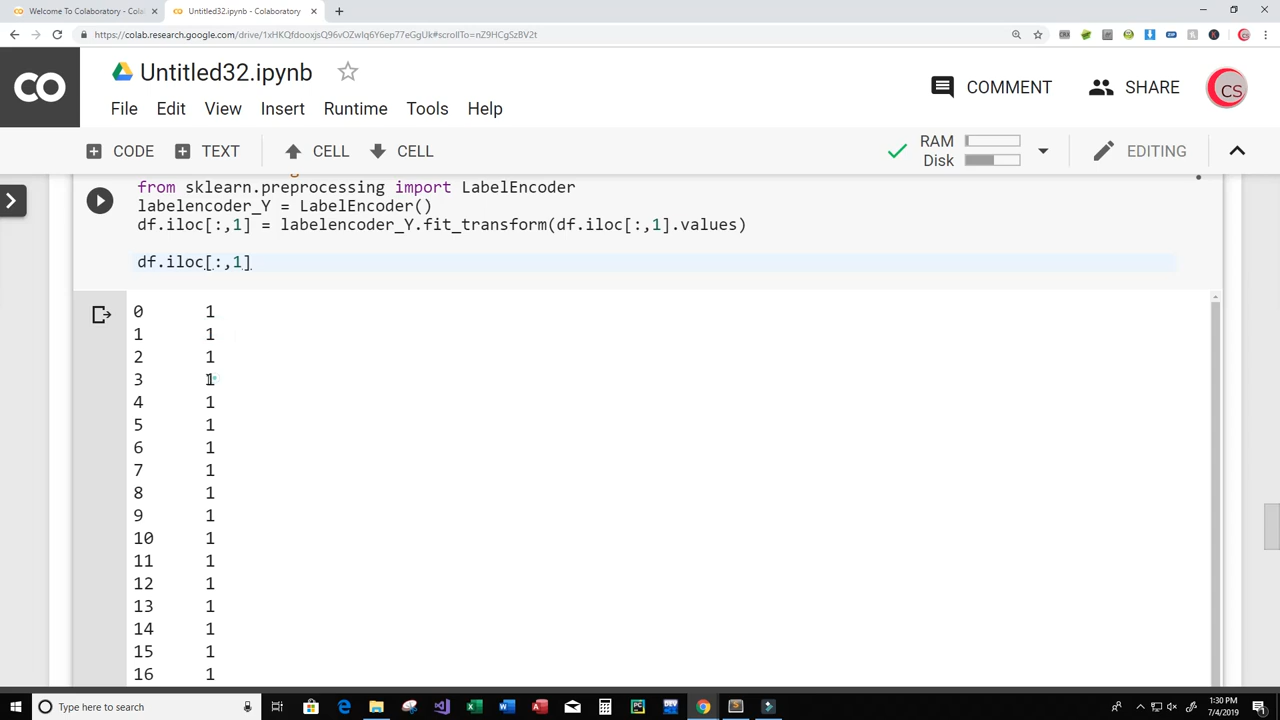 Welcome To Colaboratory - Cola
Untitled32.ipynb - Colaboratory
https://colab.research.google.com/drive/1xHKQfdooxjsQ96vOZwIq6Y6ep77eGgUk#scrollTo=nZ9HCgSzBV2t
CO
Untitled32.ipynb
COMMENT
SHARE
CS
File Edit View Insert Runtime Tools Help
CODE TEXT CELL CELL
RAM
Disk
EDITING
from sklearn.preprocessing import LabelEncoder
labelencoder_Y = LabelEncoder()
df.iloc[:,1] = labelencoder_Y.fit_transform(df.iloc[:,1].values)
df.iloc[:,1]
0 1
1 1
2 1
3 1
4 1
5 1
6 1
7 1
8 1
9 1
10 1
11 1
12 1
13 1
14 1
15 1
16 1
Type here to search
1:30 PM
7/4/2019